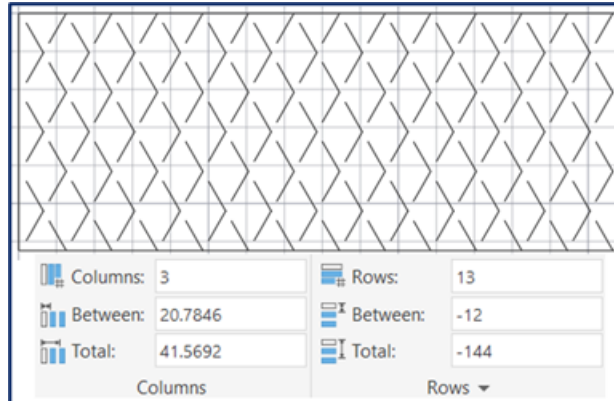 Columns: 3 Rows: 13
Between: 20.7846 Between: -12
Total: 41.5692 Total: -144
Columns Rows